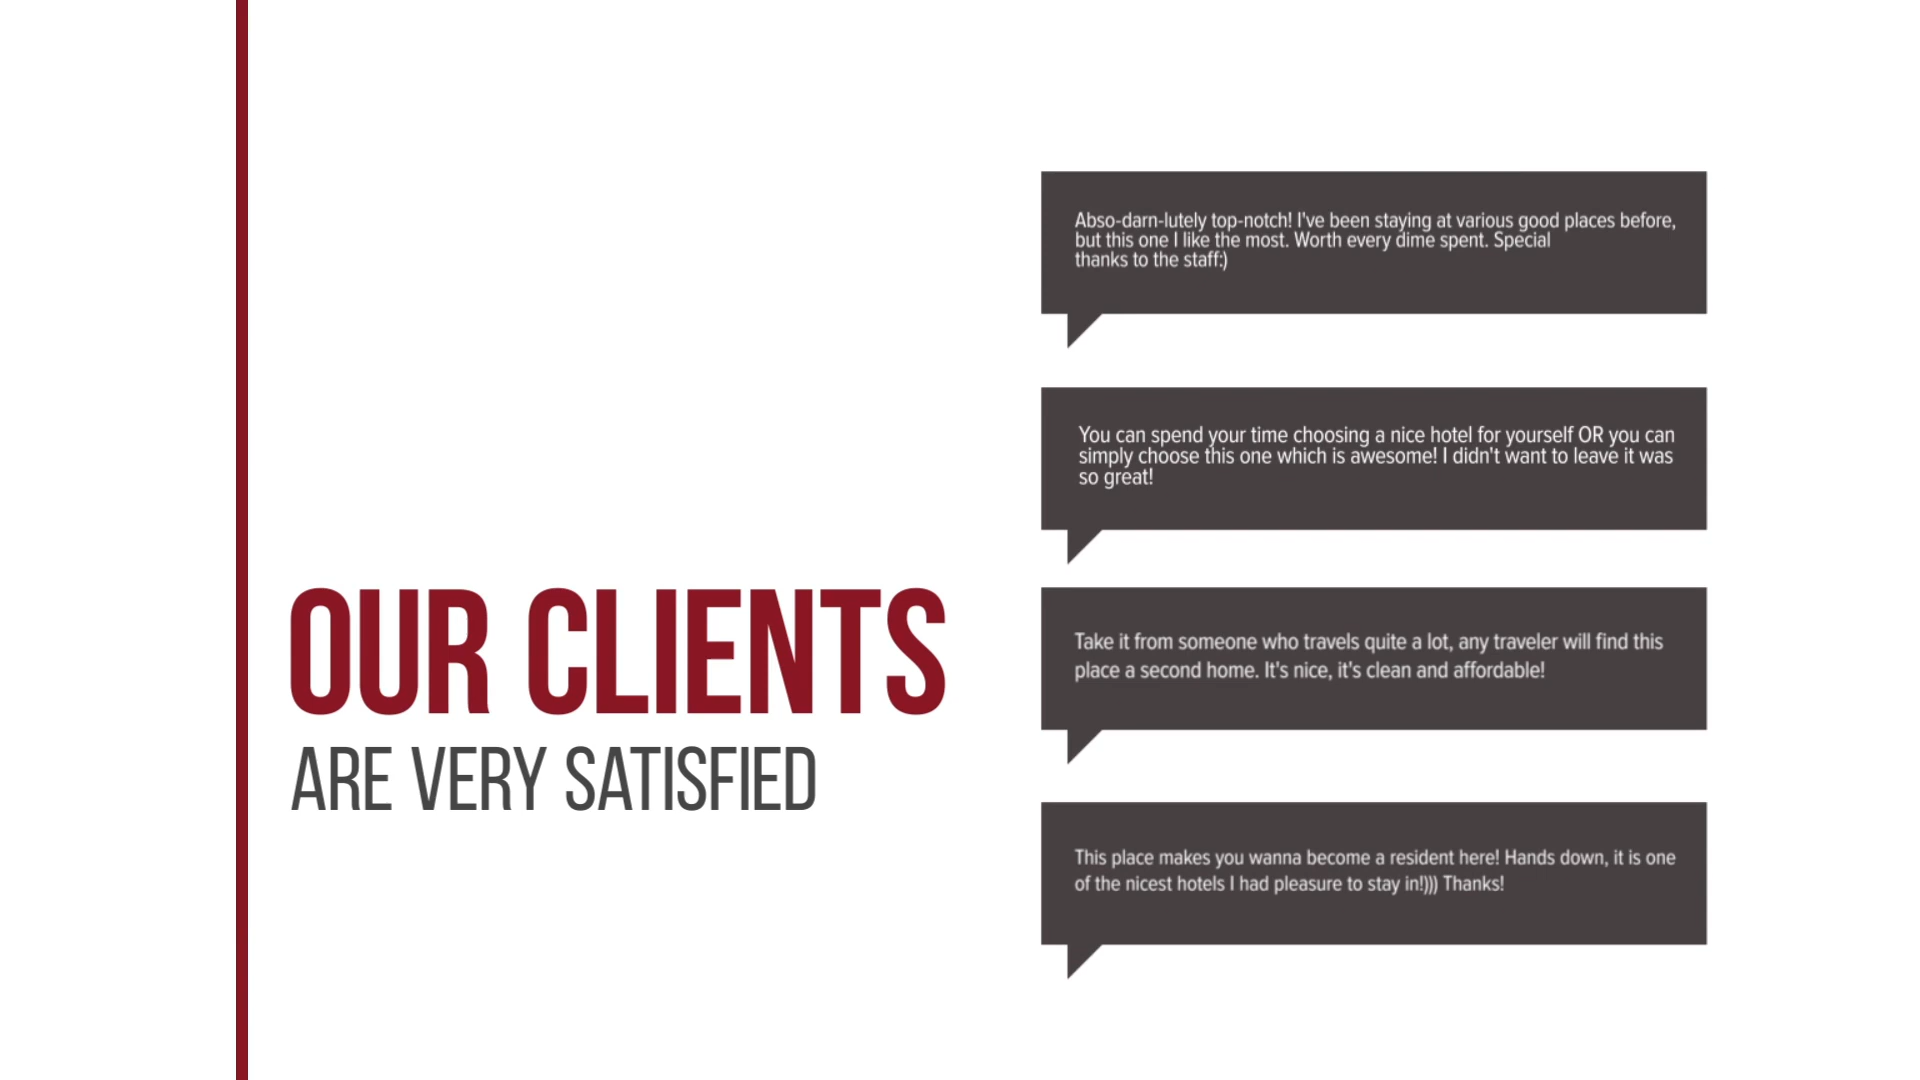 OUR CLIENTS
ARE VERY SATISFIED
Abso-darn-lutely top-notch! I've been staying at various good places before,
but this one I like the most. Worth every dime spent. Special
thanks to the staff:)
You can spend your time choosing a nice hotel for yourself OR you can
simply choose this one which is awesome! I didn't want to leave it was
so great!
Take it from someone who travels quite a lot, any traveler will find this
place a second home. It's nice, it's clean and affordable!
This place makes you wanna become a resident here! Hands down, it is one
of the nicest hotels I had pleasure to stay in!))) Thanks!